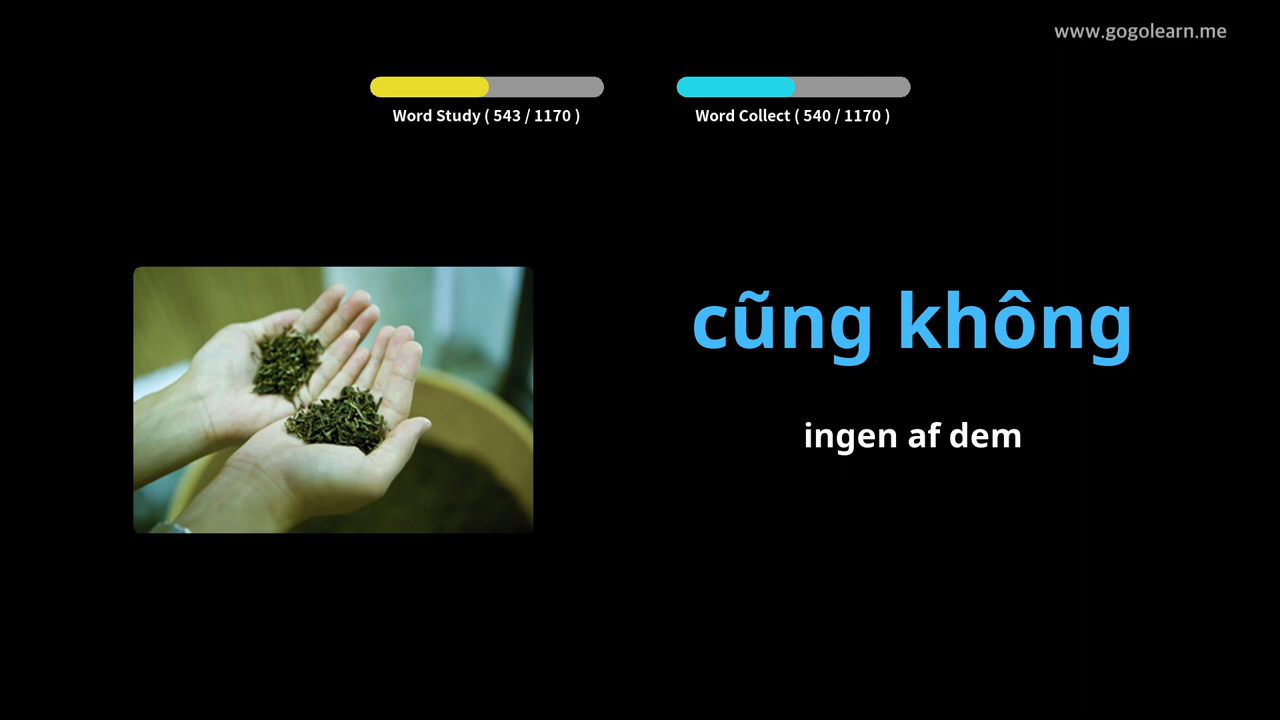 www.gogolearn.me
Word Study ( 543 / 1170 )
Word Collect ( 540 / 1170 )
cũng không
ingen af dem